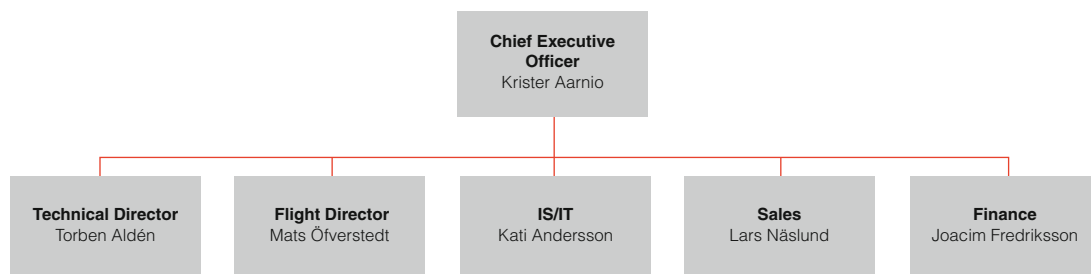 Chief Executive
Officer
Krister Aarnio
Technical Director
Torben Aldén
Flight Director
Mats Öfverstedt
IS/IT
Kati Andersson
Sales
Lars Näslund
Finance
Joacim Fredriksson